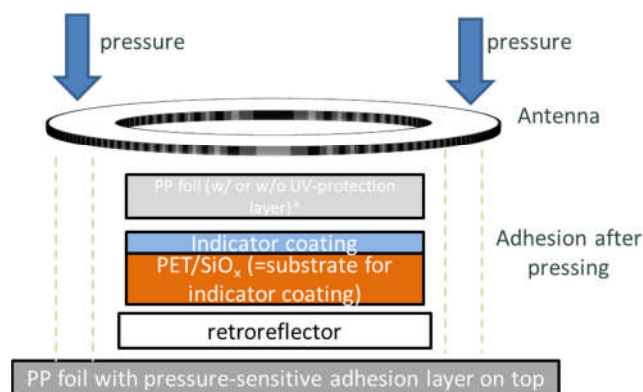 pressure
pressure
Antenna
PP foil (w/ or w/o UV-protection
layer)*
Indicator coating
PET/SiOx (=substrate for
indicator coating)
Adhesion after
pressing
retroreflector
PP foil with pressure-sensitive adhesion layer on top